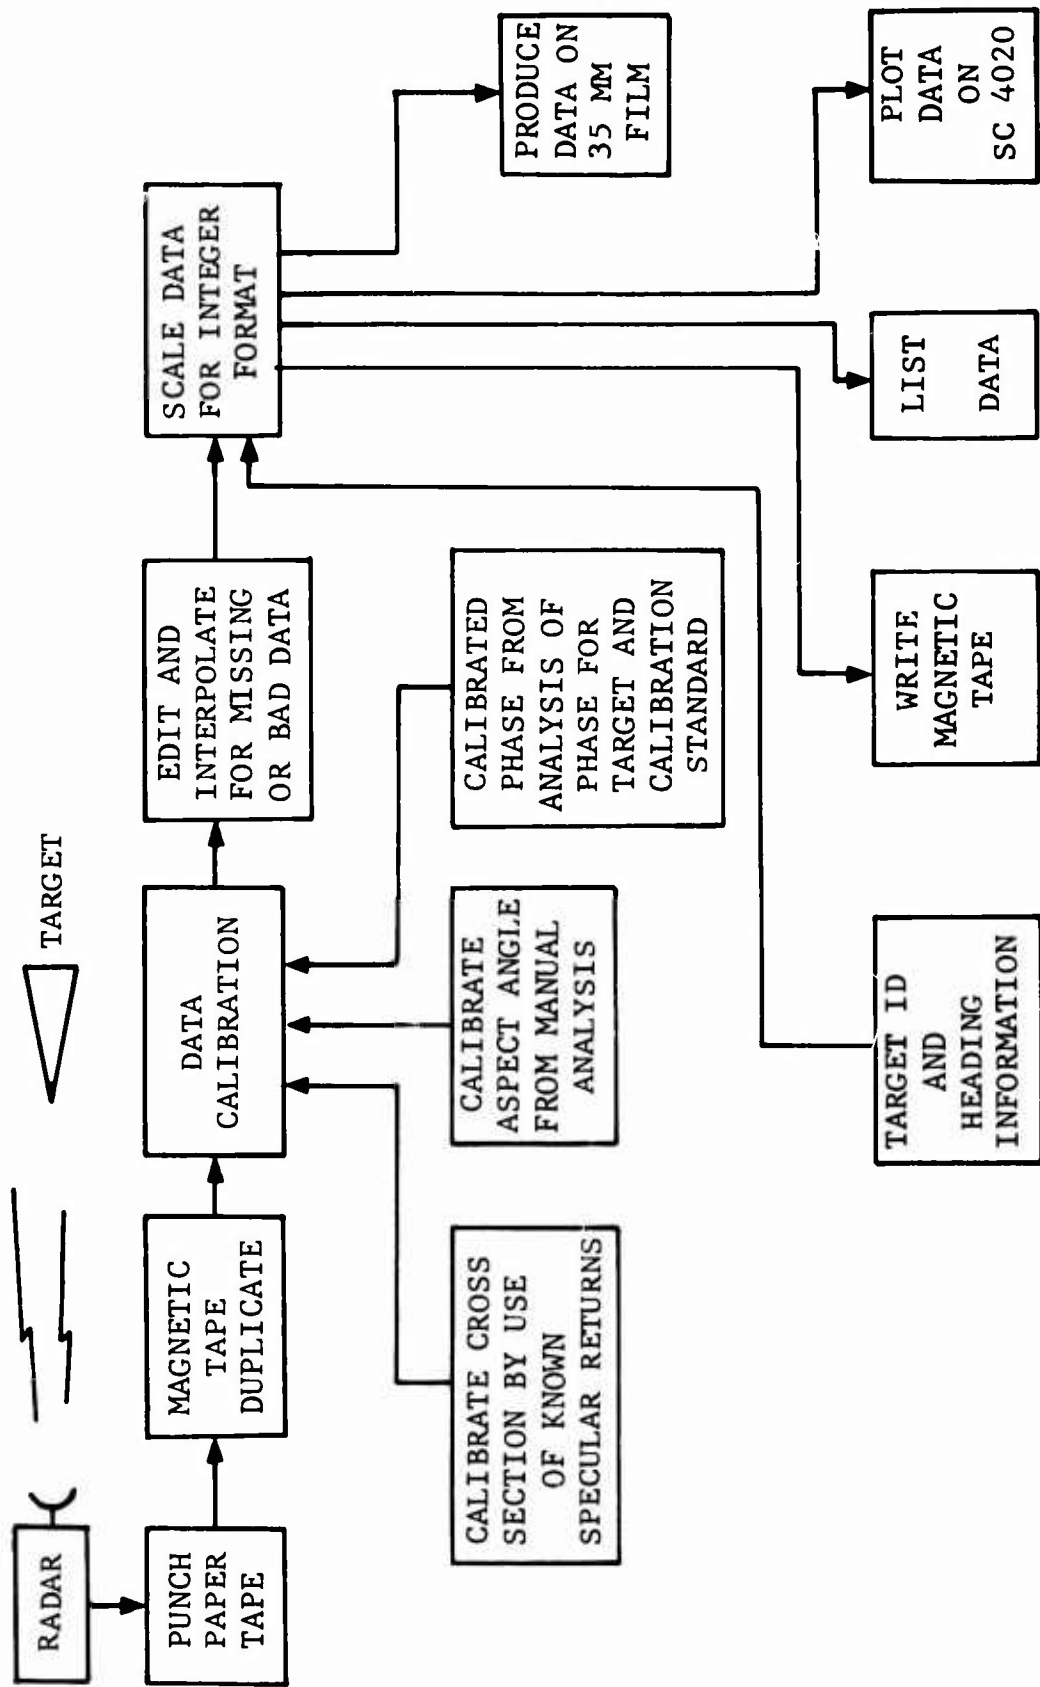 RADAR
TARGET
PUNCH
PAPER
TAPE
MAGNETIC
TAPE
DUPLICATE
DATA
CALIBRATION
EDIT AND
INTERPOLATE
FOR MISSING
OR BAD DATA
SCALE DATA
FOR INTEGER
FORMAT
CALIBRATE CROSS
SECTION BY USE
OF KNOWN
SPECULAR RETURNS
CALIBRATE
ASPECT ANGLE
FROM MANUAL
ANALYSIS
CALIBRATED
PHASE FROM
ANALYSIS OF
PHASE FOR
TARGET AND
CALIBRATION
STANDARD
PRODUCE
DATA ON
35 MM
FILM
TARGET ID
AND
HEADING
INFORMATION
WRITE
MAGNETIC
TAPE
LIST
DATA
PLOT
DATA
ON
SC 4020